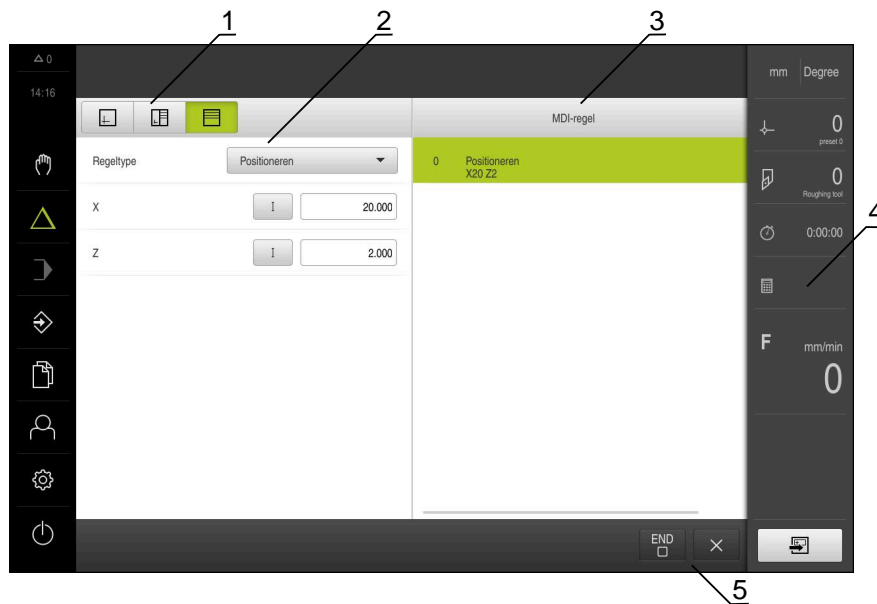 1
2
3
0
14:16
mm Degree
MDI-regel
0
preset 0
Regeltype
Positioneren
0 Positioneren
X20 Z2
0
Roughing tool
X
I
20.000
4
0:00:00
Z
I
2.000
F
mm/min
0
END
5